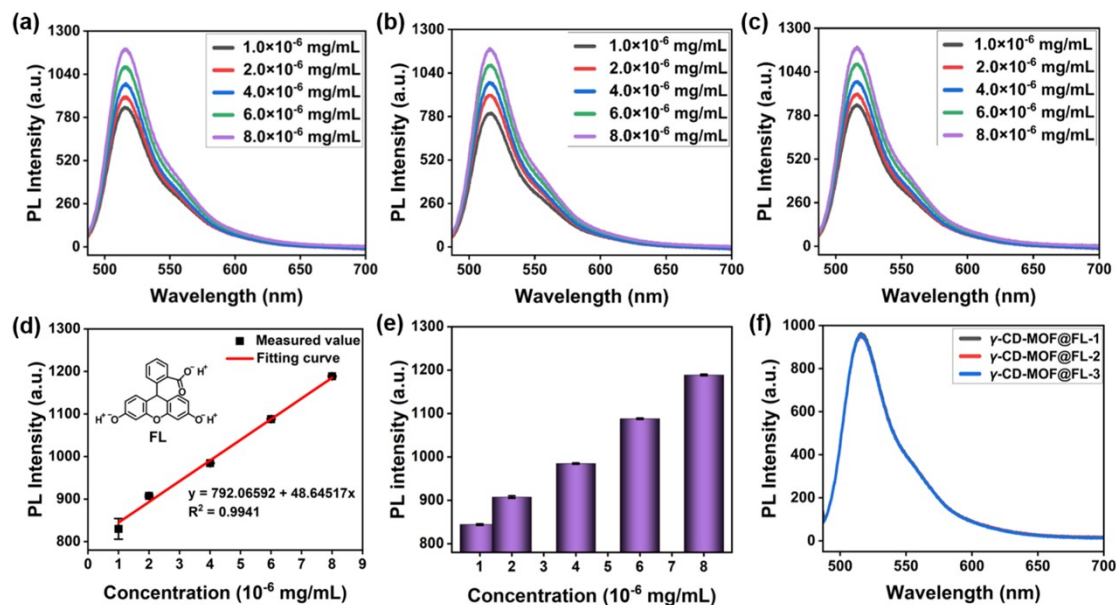 (a)
1300
1040
780
520
260
0
PL Intensity (a.u.)
1.0×10⁻⁶ mg/mL
2.0×10⁻⁶ mg/mL
4.0×10⁻⁶ mg/mL
6.0×10⁻⁶ mg/mL
8.0×10⁻⁶ mg/mL
500 550 600 650 700
Wavelength (nm)
(b)
1300
1040
780
520
260
0
PL Intensity (a.u.)
1.0×10⁻⁶ mg/mL
2.0×10⁻⁶ mg/mL
4.0×10⁻⁶ mg/mL
6.0×10⁻⁶ mg/mL
8.0×10⁻⁶ mg/mL
500 550 600 650 700
Wavelength (nm)
(c)
1300
1040
780
520
260
0
PL Intensity (a.u.)
1.0×10⁻⁶ mg/mL
2.0×10⁻⁶ mg/mL
4.0×10⁻⁶ mg/mL
6.0×10⁻⁶ mg/mL
8.0×10⁻⁶ mg/mL
500 550 600 650 700
Wavelength (nm)
(d)
1300
1200
1100
1000
900
800
PL Intensity (a.u.)
Measured value
Fitting curve
O⁻ H⁺
O
H⁺⁻O O O⁻H⁺
FL
y = 792.06592 + 48.64517x
R² = 0.9941
0 1 2 3 4 5 6 7 8 9
Concentration (10⁻⁶ mg/mL)
(e)
1300
1200
1100
1000
900
800
PL intensity (a.u.)
1 2 3 4 5 6 7 8
Concentration (10⁻⁶ mg/mL)
(f)
1000
800
600
400
200
0
PL Intensity (a.u.)
γ-CD-MOF@FL-1
γ-CD-MOF@FL-2
γ-CD-MOF@FL-3
500 550 600 650 700
Wavelength (nm)